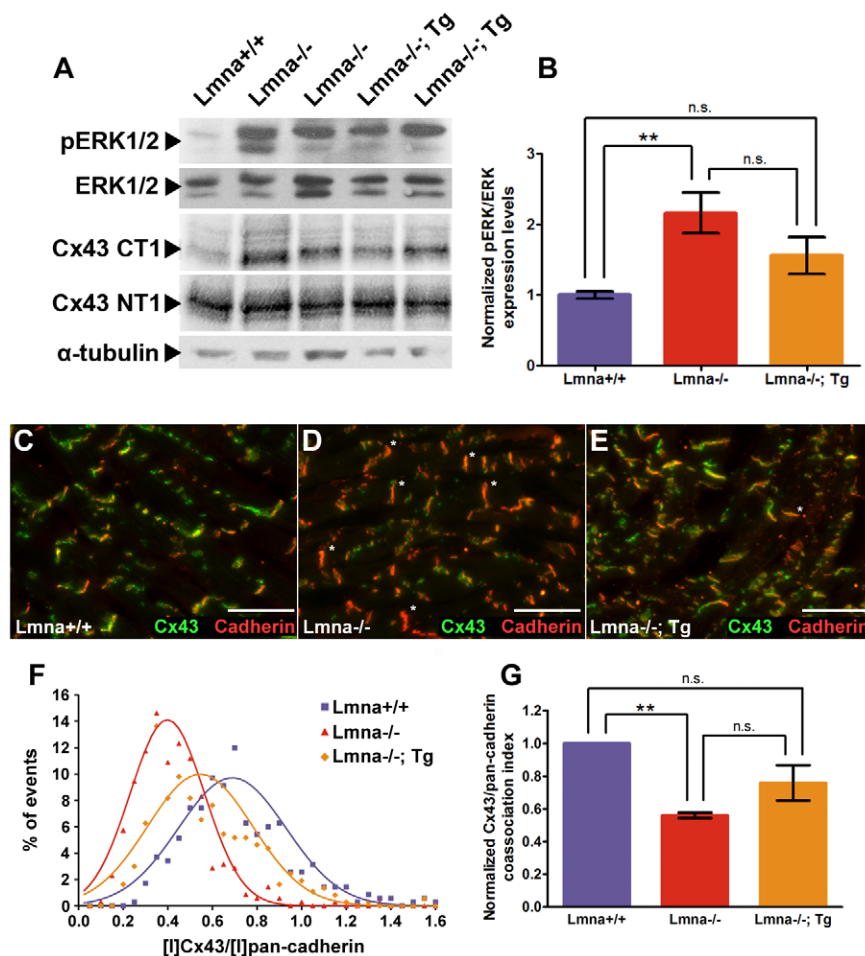 A
Lmna+/+
Lmna-/-
Lmna-/-
Lmna-/-; Tg
Lmna-/-; Tg
pERK1/2
ERK1/2
Cx43 CT1
Cx43 NT1
α-tubulin
B
n.s.
**
n.s.
Normalized pERK/ERK
expression levels
3
2
1
0
Lmna+/+
Lmna-/-
Lmna-/-; Tg
C
Lmna+/+
Cx43 Cadherin
D
*
*
*
*
*
*
Lmna-/-
Cx43 Cadherin
E
*
Lmna-/-; Tg
Cx43 Cadherin
F
% of events
16
14
12
10
8
6
4
2
0
0.0 0.2 0.4 0.6 0.8 1.0 1.2 1.4 1.6
[I]Cx43/[I]pan-cadherin
Lmna+/+
Lmna-/-
Lmna-/-; Tg
G
n.s.
**
n.s.
Normalized Cx43/pan-cadherin
coassociation index
1.2
1.0
0.8
0.6
0.4
0.2
0.0
Lmna+/+
Lmna-/-
Lmna-/-; Tg